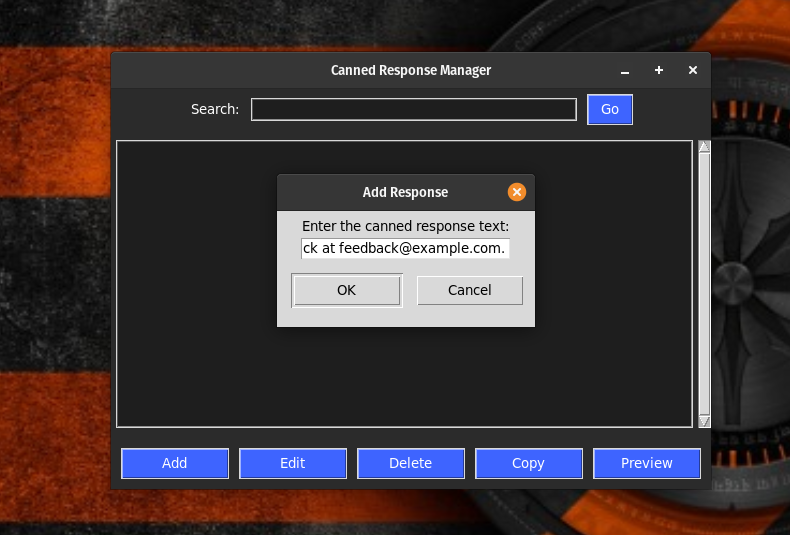 Canned Response Manager
Search:
Go
Add Response
Enter the canned response text:
ck at feedback@example.com.
OK
Cancel
Add
Edit
Delete
Copy
Preview